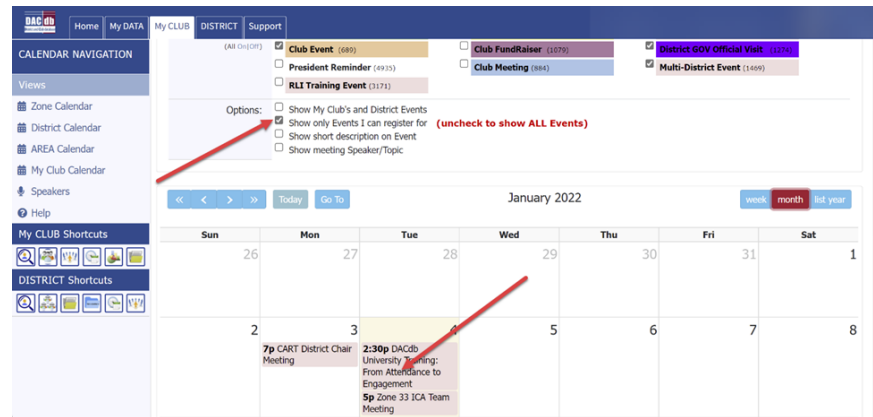 DACdb
Home
My DATA
My CLUB
DISTRICT
Support
CALENDAR NAVIGATION
Views
Zone Calendar
District Calendar
AREA Calendar
My Club Calendar
Speakers
Help
My CLUB Shortcuts
DISTRICT Shortcuts
(All On|Off)
Club Event (689)
Club FundRaiser (1079)
District GOV Official Visit (1274)
President Reminder (4935)
Club Meeting (884)
Multi-District Event (1469)
RLI Training Event (3171)
Options:
Show My Club's and District Events
Show only Events I can register for (uncheck to show ALL Events)
Show short description on Event
Show meeting Speaker/Topic
« < > » Today Go To
January 2022
week month list year
Sun Mon Tue Wed Thu Fri Sat
26 27 28 29 30 31 1
2 3 4 5 6 7 8
7p CART District Chair
Meeting
2:30p DACdb
University Training:
From Attendance to
Engagement
5p Zone 33 ICA Team
Meeting